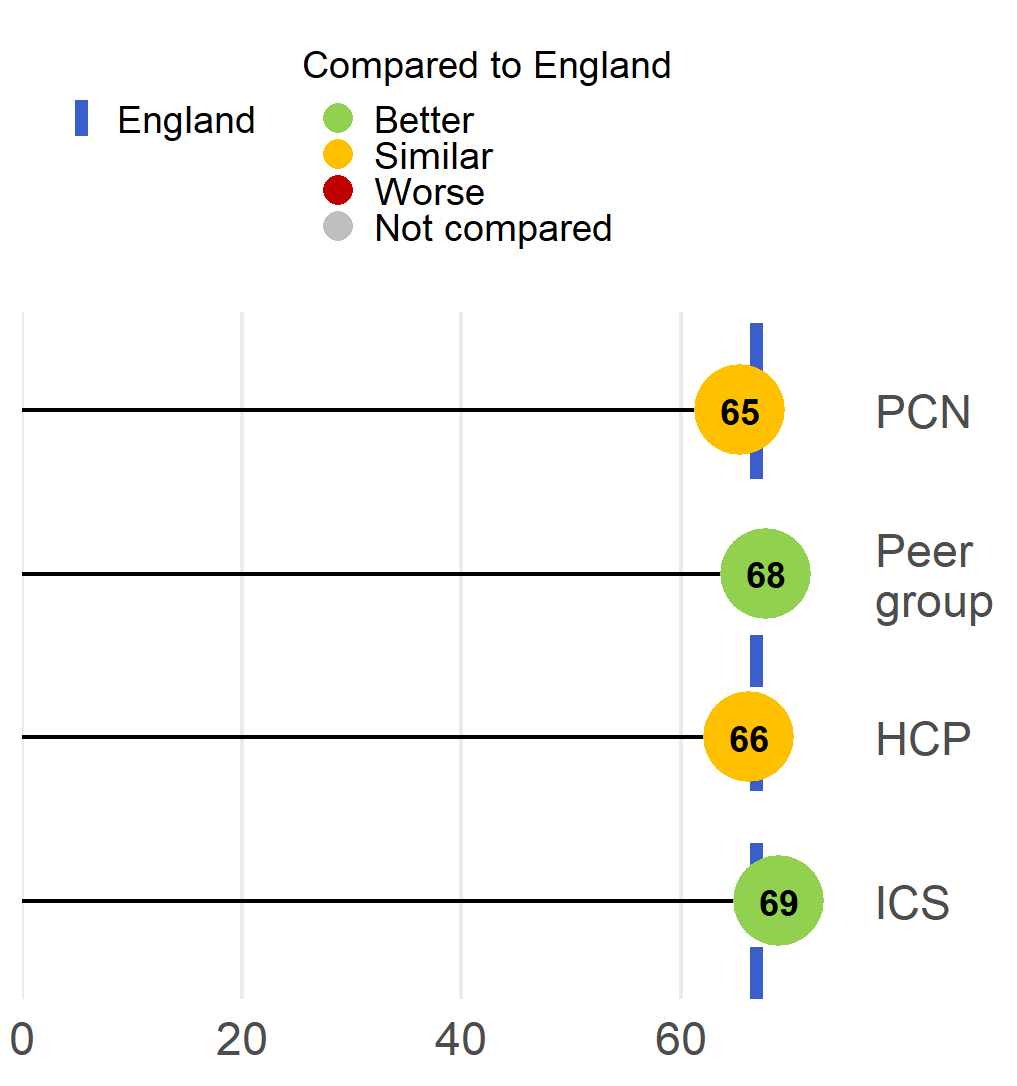 Compared to England
England
Better
Similar
Worse
Not compared
65
PCN
68
Peer
group
66
HCP
69
ICS
0 20 40 60